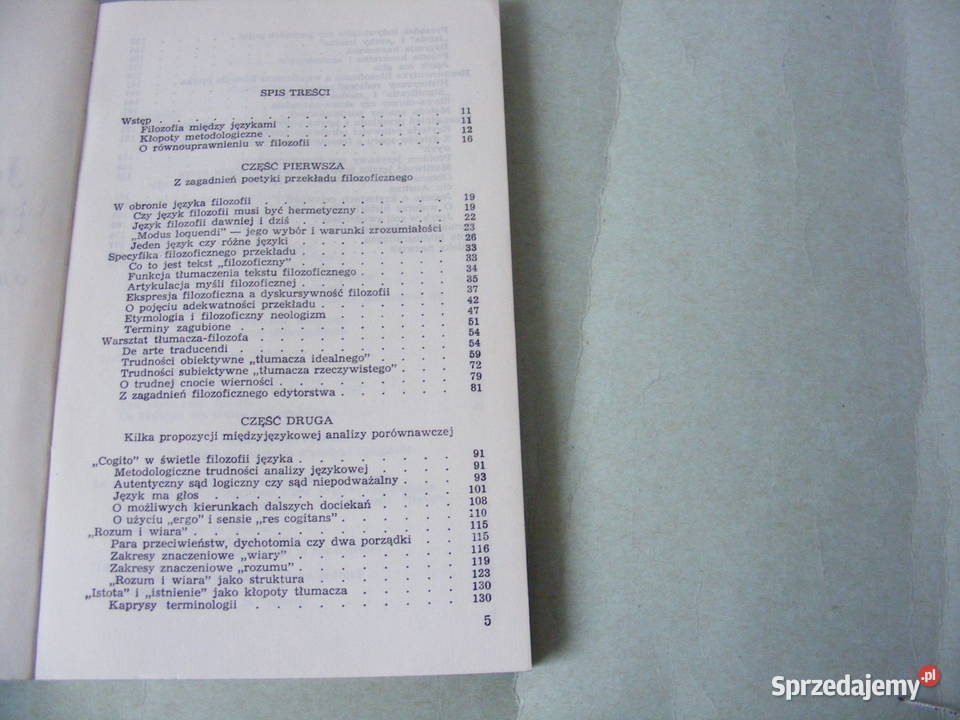 SPIS TREŚCI
Wstęp . . . . . . . . . . . . . . 11
Filozofia między językami . . . . . . . . 11
Kłopoty metodologiczne . . . . . . . . . 12
O równouprawnieniu w filozofii . . . . . . . 16
CZĘŚĆ PIERWSZA
Z zagadnień poetyki przekładu filozoficznego
W obronie języka filozofii . . . . . . . . 19
Czy język filozofii musi być hermetyczny . . . . . 19
Język filozofii dawniej i dziś . . . . . . . 22
„Modus loquendi” — jego wybór i warunki zrozumiałości 23
Jeden język czy różne języki . . . . . . . 26
Specyfika filozoficznego przekładu . . . . . . 33
Co to jest tekst „filozoficzny” . . . . . . . 33
Funkcja tłumaczenia tekstu filozoficznego . . . . . 34
Artykulacja myśli filozoficznej . . . . . . . 35
Ekspresja filozoficzna a dyskursywność filozofii . . . 37
O pojęciu adekwatności przekładu . . . . . . 42
Etymologia i filozoficzny neologizm . . . . . . 47
Terminy zagubione . . . . . . . . . 51
Warsztat tłumacza-filozofa . . . . . . . . 54
De arte traducendi . . . . . . . . . 54
Trudności obiektywne „tłumacza idealnego” . . . . 59
Trudności subiektywne „tłumacza rzeczywistego” . . . 72
O trudnej cnocie wierności . . . . . . . . 79
Z zagadnień filozoficznego edytorstwa . . . . . . 81
CZĘŚĆ DRUGA
Kilka propozycji międzyjęzykowej analizy porównawczej
„Cogito” w świetle filozofii języka . . . . . . . 91
Metodologiczne trudności analizy językowej . . . . 91
Autentyczny sąd logiczny czy sąd niepodważalny . . . 93
Język ma głos . . . . . . . . . . 101
O możliwych kierunkach dalszych dociekań . . . . 108
O użyciu „ergo” i sensie „res cogitans” . . . . . 110
„Rozum i wiara” . . . . . . . . . . . 115
Para przeciwieństw, dychotomia czy dwa porządki . . 115
Zakresy znaczeniowe „wiary” . . . . . . . 116
Zakresy znaczeniowe „rozumu” . . . . . . . 119
„Rozum i wiara” jako struktura . . . . . . 123
„Istota” i „istnienie” jako kłopoty tłumacza . . . . 130
Kaprysy terminologii . . . . . . . . . 130
5
Sprzedajemy.pl